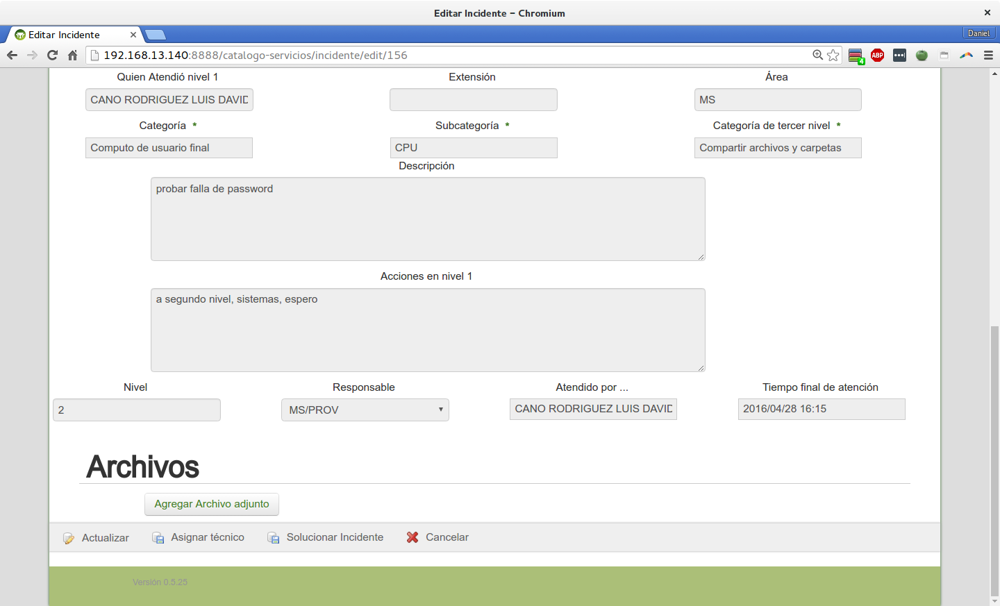 Editar Incidente – Chromium
Editar Incidente
Daniel
192.168.13.140:8888/catalogo-servicios/incidente/edit/156
4
ABP
Quien Atendió nivel 1
Extensión
Área
CANO RODRIGUEZ LUIS DAVID
MS
Categoría *
Subcategoría *
Categoría de tercer nivel *
Computo de usuario final
CPU
Compartir archivos y carpetas
Descripción
probar falla de password
Acciones en nivel 1
a segundo nivel, sistemas, espero
Nivel
Responsable
Atendido por ...
Tiempo final de atención
2
MS/PROV
CANO RODRIGUEZ LUIS DAVID
2016/04/28 16:15
Archivos
Agregar Archivo adjunto
Actualizar
Asignar técnico
Solucionar Incidente
Cancelar
Versión 0.5.25